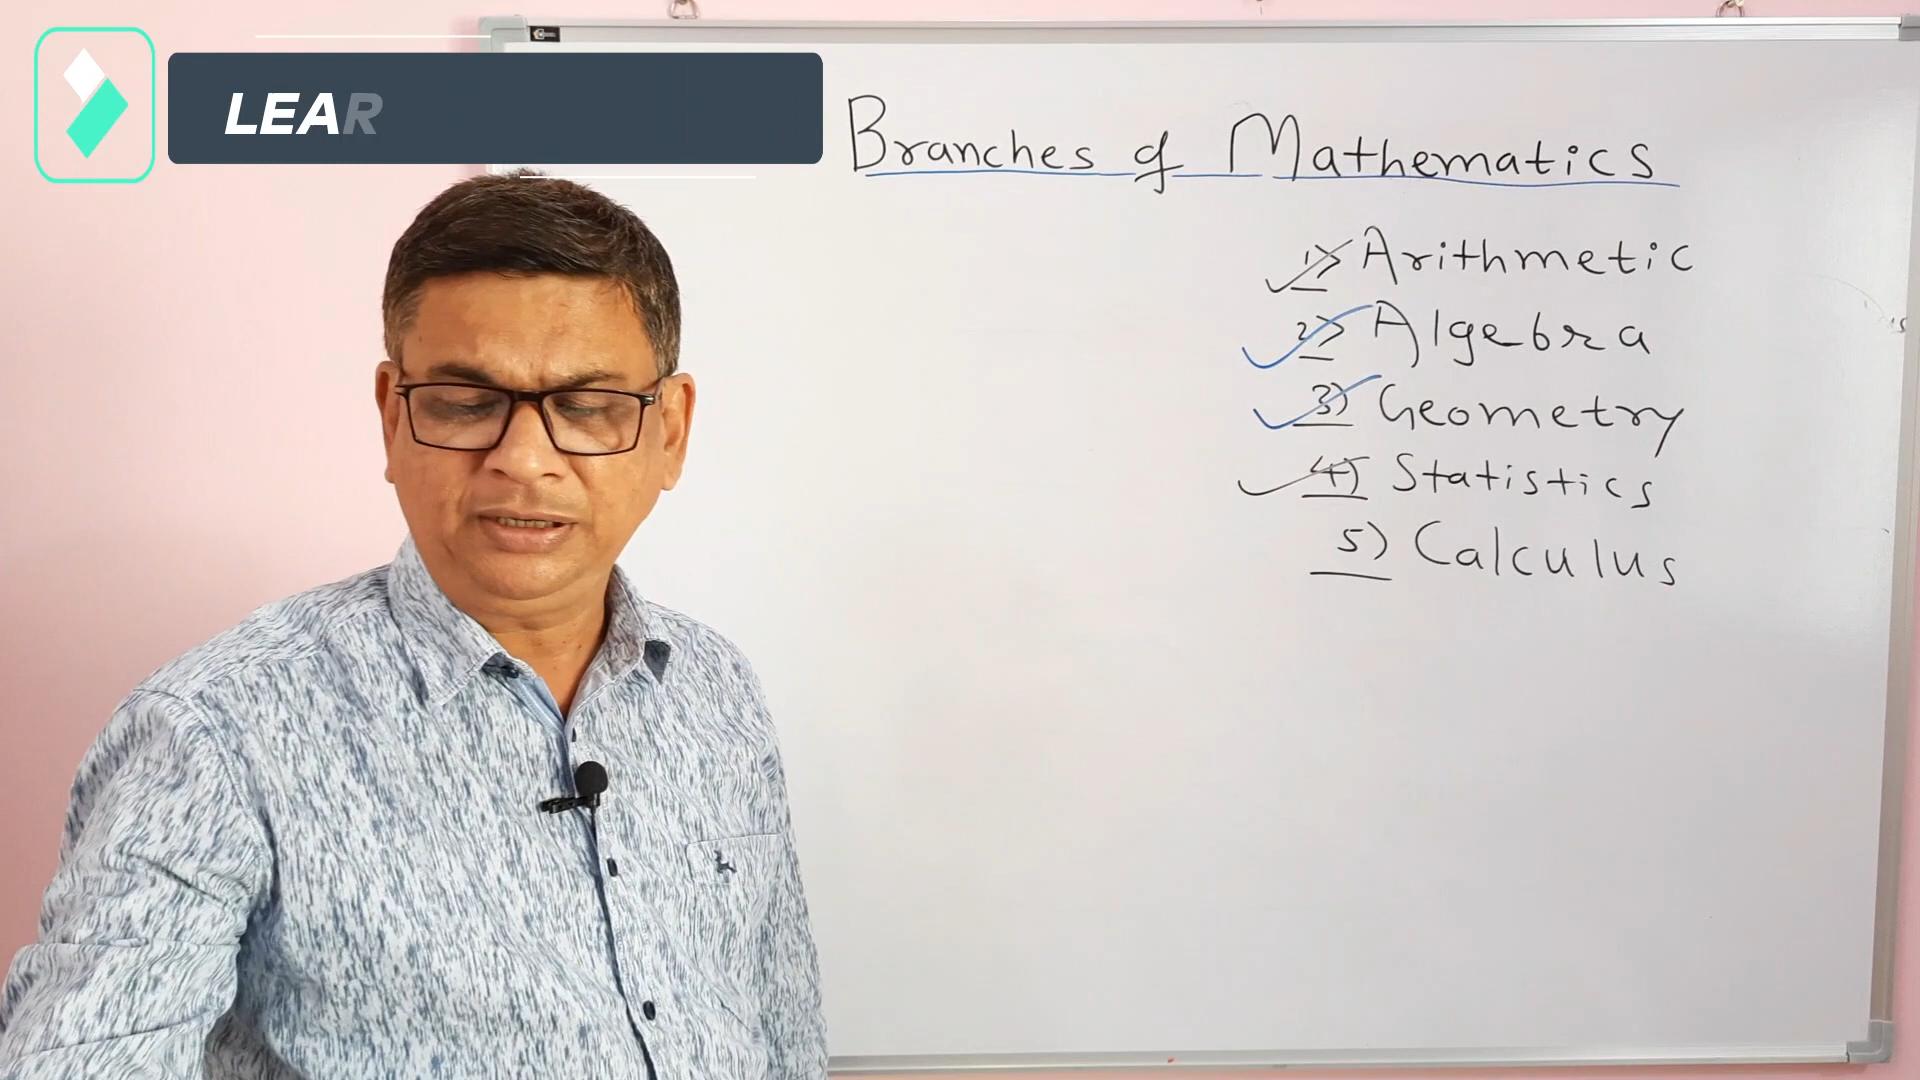 LEAR
Branches of Mathematics
1) Arithmetic
2) Algebra
3) Geometry
4) Statistics
5) Calculus